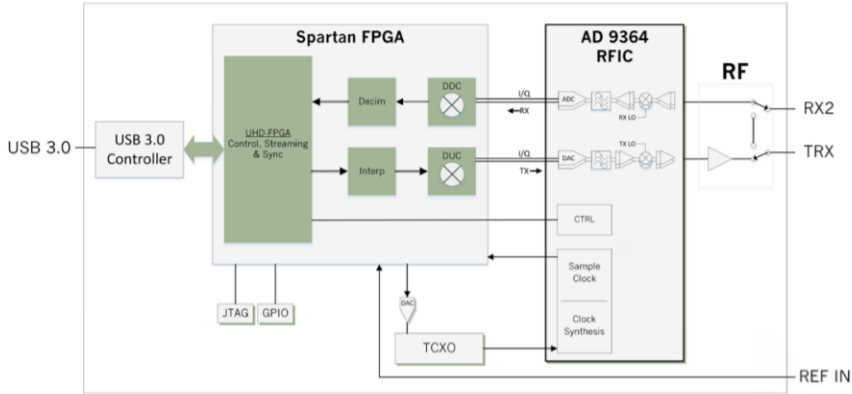 Spartan FPGA
AD 9364
RFIC
RF
USB 3.0
USB 3.0
Controller
UHD-FPGA
Control, Streaming
& Sync
Decim
DDC
I/Q
RX
ADC
RX LO
RX2
Interp
DUC
I/Q
TX
DAC
TX LO
TRX
CTRL
Sample
Clock
Clock
Synthesis
JTAG
GPIO
DAC
TCXO
REF IN